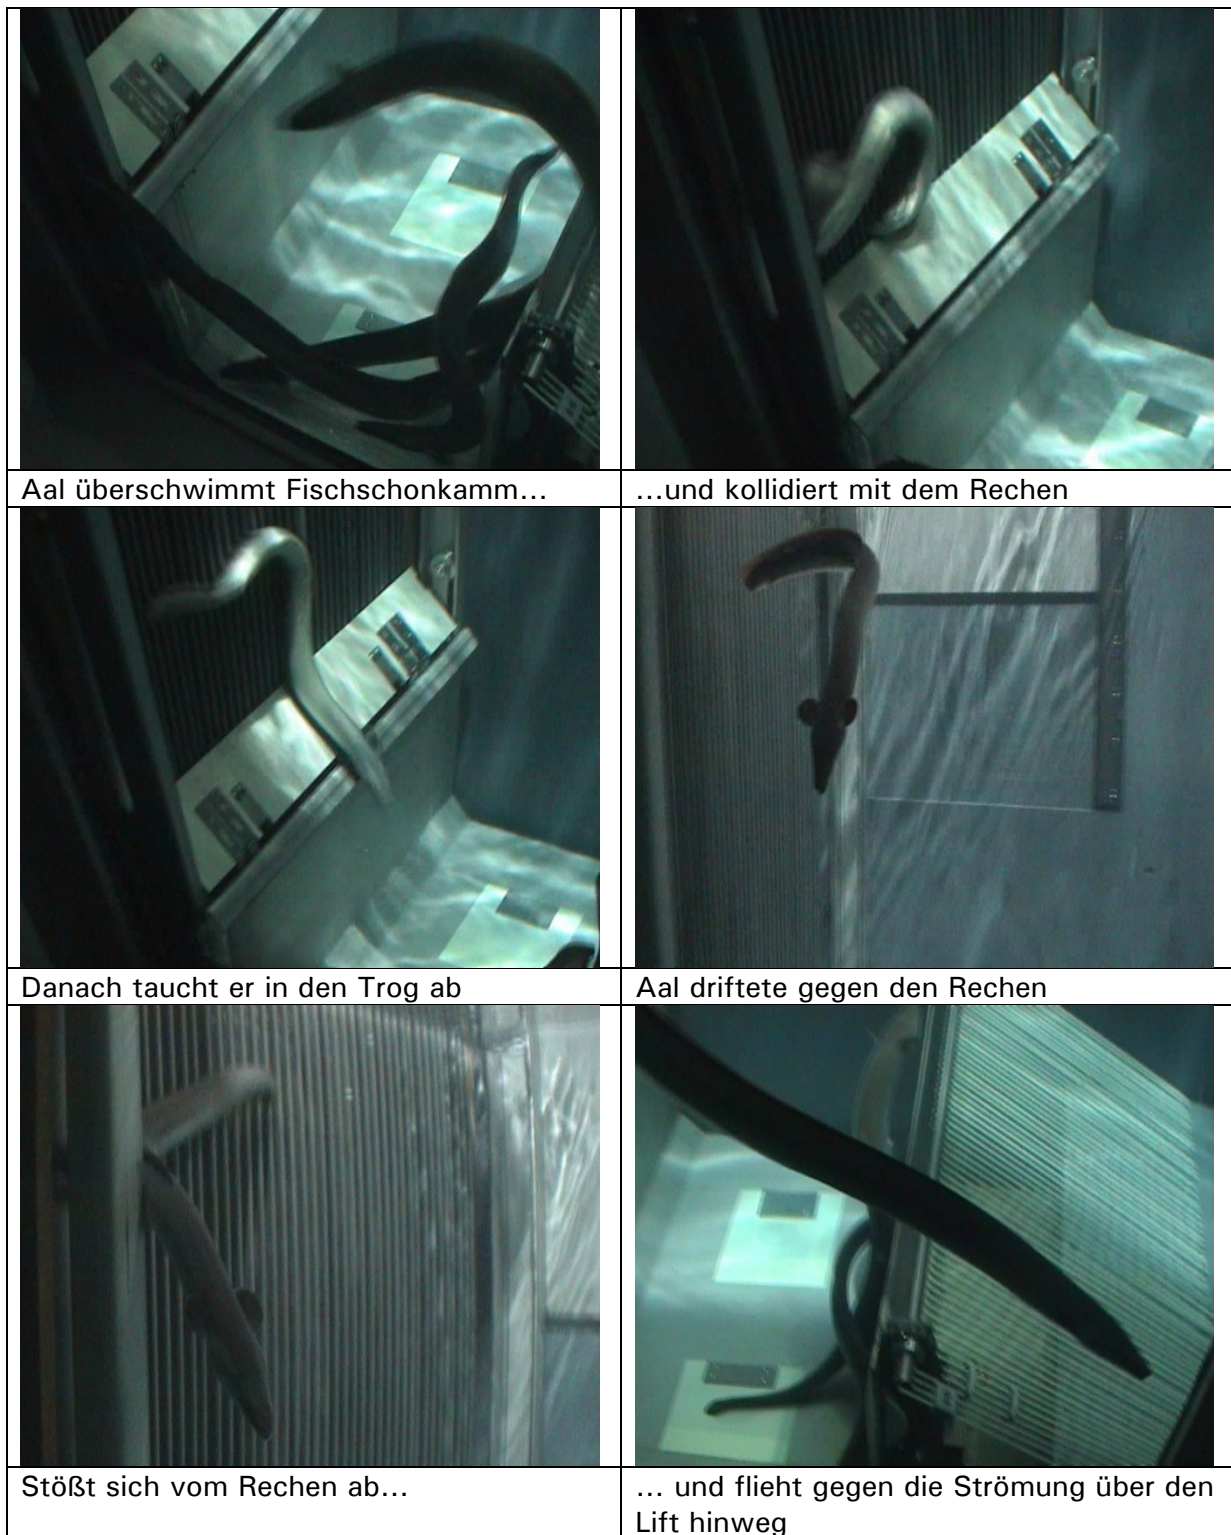 Aal überschwimmt Fischschonkamm…
…und kollidiert mit dem Rechen
Danach taucht er in den Trog ab
Aal driftete gegen den Rechen
Stößt sich vom Rechen ab…
… und flieht gegen die Strömung über den
Lift hinweg